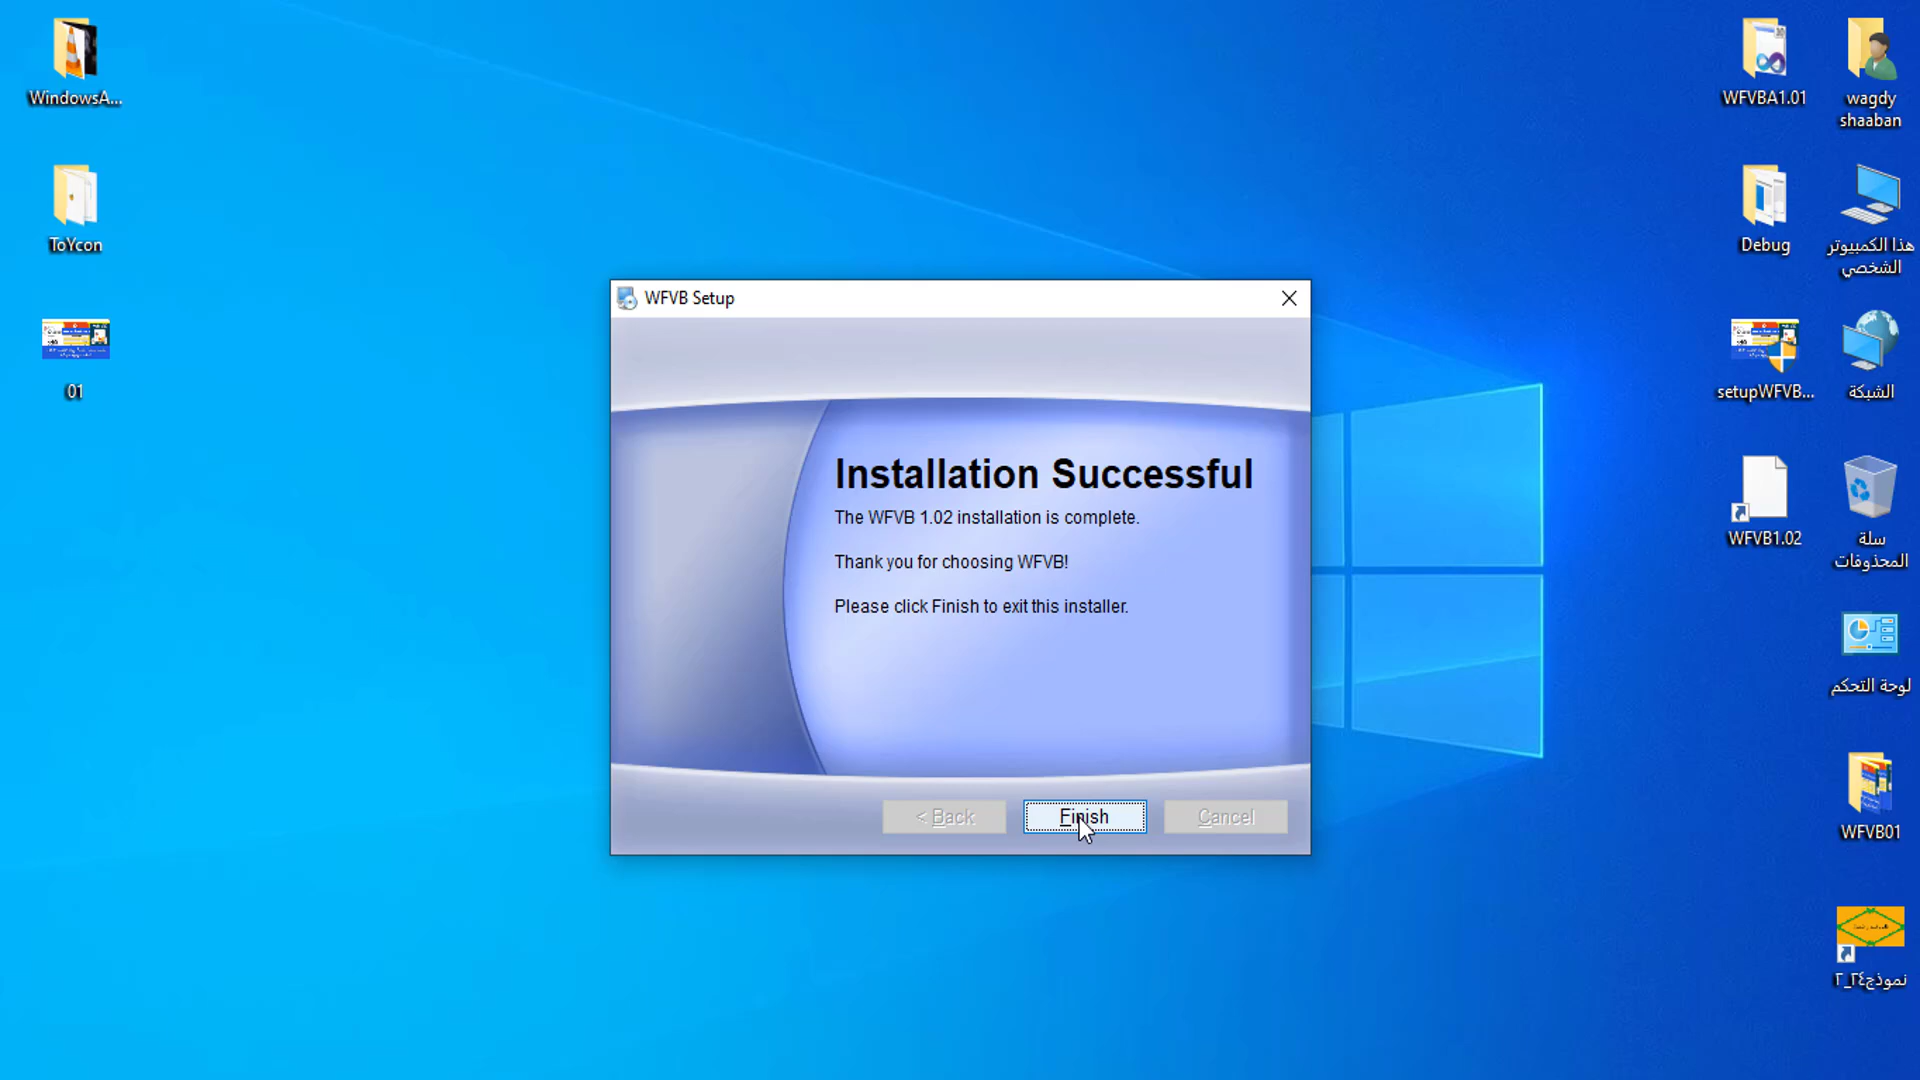 WindowsA...
ToYcon
01
WFVB Setup
Installation Successful
The WFVB 1.02 installation is complete.
Thank you for choosing WFVB!
Please click Finish to exit this installer.
< Back
Finish
Cancel
WFVBA1.01
Debug
setupWFVB...
WFVB1.02
wagdy
shaaban
هذا الكمبيوتر
الشخصي
الشبكة
سلة
المحذوفات
لوحة التحكم
WFVB01
نموذج٢٤_٢